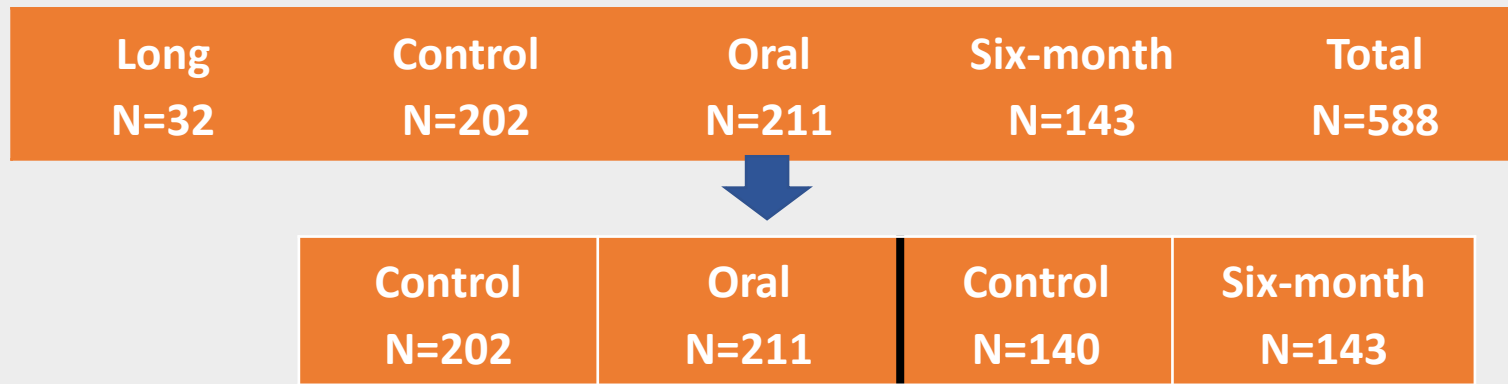 Long Control Oral Six-month Total
N=32 N=202 N=211 N=143 N=588
Control Oral Control Six-month
N=202 N=211 N=140 N=143